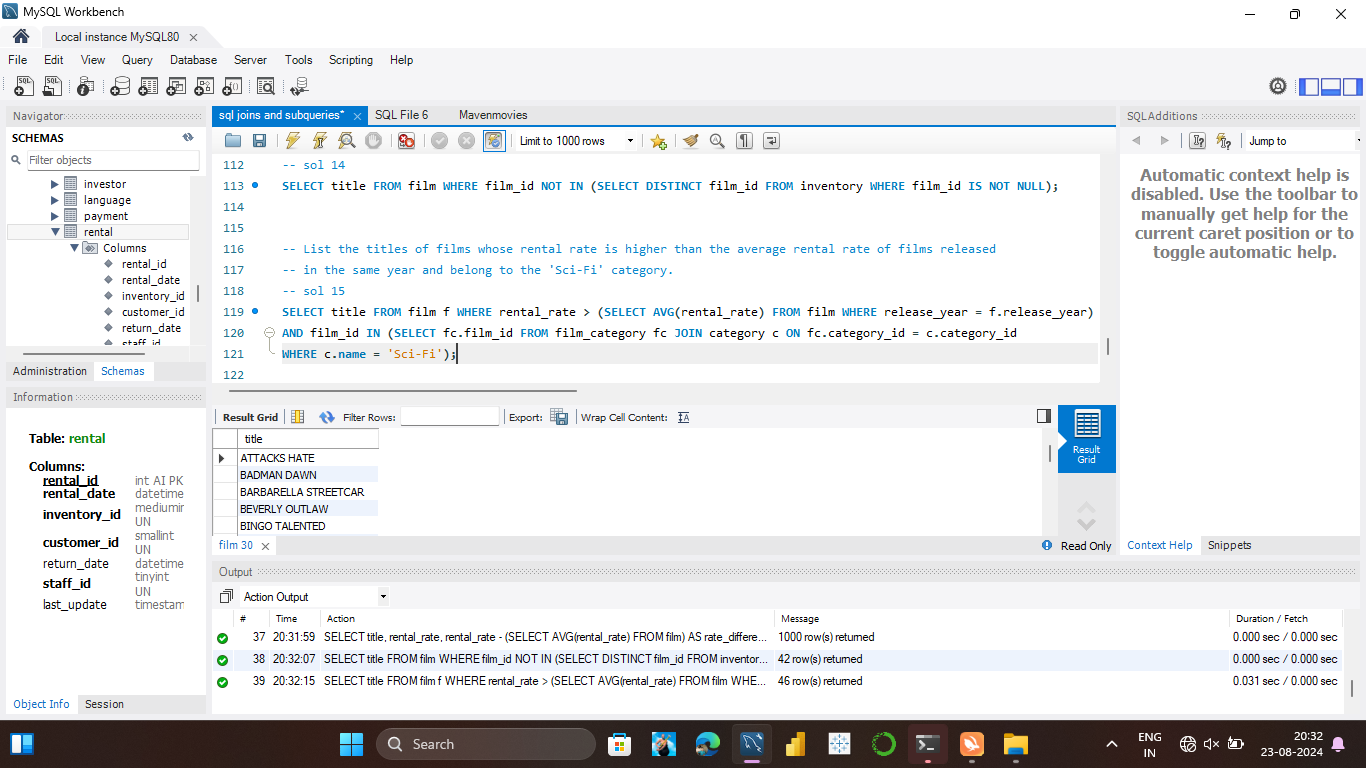 MySQL Workbench
Local instance MySQL80
File Edit View Query Database Server Tools Scripting Help
Navigator
SCHEMAS
Filter objects
investor
language
payment
rental
Columns
rental_id
rental_date
inventory_id
customer_id
return_date
staff_id
Administration Schemas
Information
Table: rental
Columns:
rental_id int AI PK
rental_date datetime
inventory_id mediumir
UN
customer_id smallint
UN
return_date datetime
staff_id tinyint
UN
last_update timestam
Object Info Session
sql joins and subqueries* SQL File 6 Mavenmovies
Limit to 1000 rows
112 -- sol 14
113 SELECT title FROM film WHERE film_id NOT IN (SELECT DISTINCT film_id FROM inventory WHERE film_id IS NOT NULL);
114
115
116 -- List the titles of films whose rental rate is higher than the average rental rate of films released
117 -- in the same year and belong to the 'Sci-Fi' category.
118 -- sol 15
119 SELECT title FROM film f WHERE rental_rate > (SELECT AVG(rental_rate) FROM film WHERE release_year = f.release_year)
120 AND film_id IN (SELECT fc.film_id FROM film_category fc JOIN category c ON fc.category_id = c.category_id
121 WHERE c.name = 'Sci-Fi');
122
Result Grid Filter Rows: Export: Wrap Cell Content:
title
ATTACKS HATE
BADMAN DAWN
BARBARELLA STREETCAR
BEVERLY OUTLAW
BINGO TALENTED
Result
Grid
film 30
Read Only
SQLAdditions
Jump to
Automatic context help is
disabled. Use the toolbar to
manually get help for the
current caret position or to
toggle automatic help.
Context Help Snippets
Output
Action Output
# Time Action Message Duration / Fetch
37 20:31:59 SELECT title, rental_rate, rental_rate - (SELECT AVG(rental_rate) FROM film) AS rate_differe... 1000 row(s) returned 0.000 sec / 0.000 sec
38 20:32:07 SELECT title FROM film WHERE film_id NOT IN (SELECT DISTINCT film_id FROM inventor... 42 row(s) returned 0.000 sec / 0.000 sec
39 20:32:15 SELECT title FROM film f WHERE rental_rate > (SELECT AVG(rental_rate) FROM film WHE... 46 row(s) returned 0.031 sec / 0.000 sec
Search
ENG
IN
20:32
23-08-2024